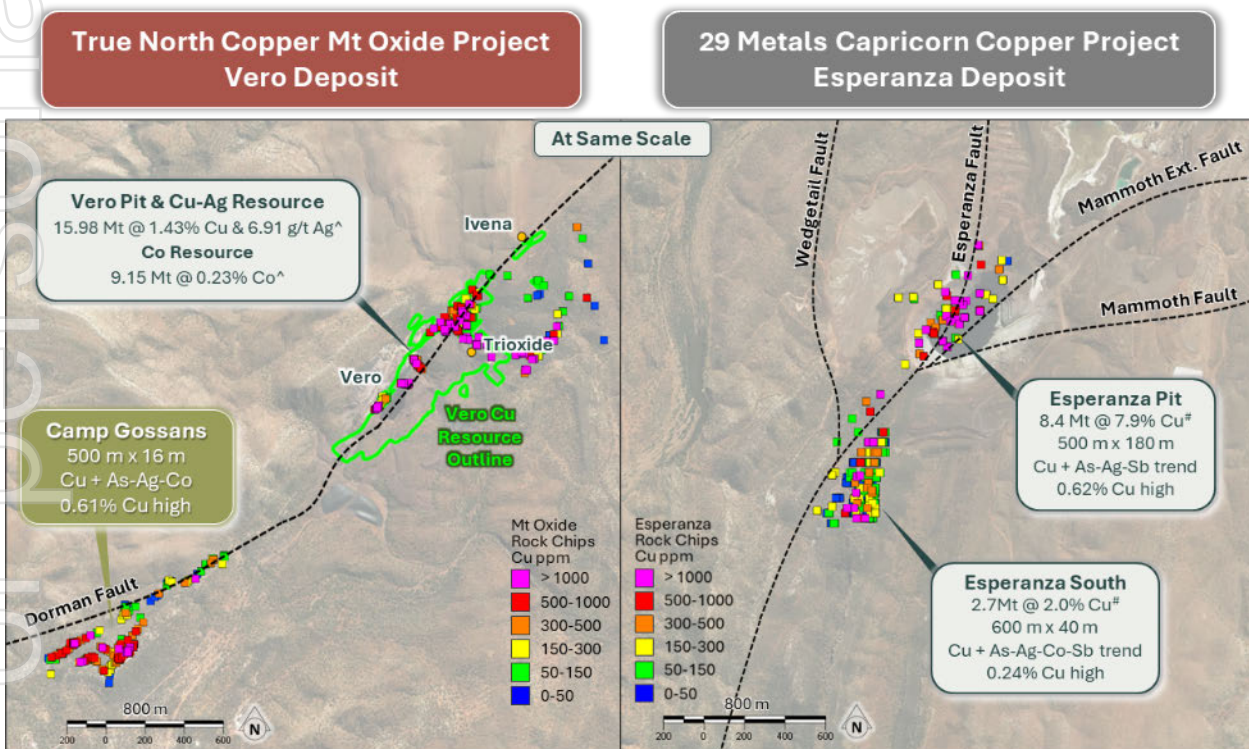 True North Copper Mt Oxide Project
Vero Deposit
29 Metals Capricorn Copper Project
Esperanza Deposit
At Same Scale
Vero Pit & Cu-Ag Resource
15.98 Mt @ 1.43% Cu & 6.91 g/t Ag^
Co Resource
9.15 Mt @ 0.23% Co^
Ivena
Trioxide
Vero
Vero Cu
Resource
Outline
Camp Gossans
500 m x 16 m
Cu + As-Ag-Co
0.61% Cu high
Dorman Fault
Mt Oxide
Rock Chips
Cu ppm
> 1000
500-1000
300-500
150-300
50-150
0-50
800 m
200 0 200 400 600
N
Wedgetail Fault
Esperanza Fault
Mammoth Ext. Fault
Mammoth Fault
Esperanza Pit
8.4 Mt @ 7.9% Cu#
500 m x 180 m
Cu + As-Ag-Sb trend
0.62% Cu high
Esperanza South
2.7Mt @ 2.0% Cu#
600 m x 40 m
Cu + As-Ag-Co-Sb trend
0.24% Cu high
Esperanza
Rock Chips
Cu ppm
> 1000
500-1000
300-500
150-300
50-150
0-50
800 m
200 0 200 400 600
N